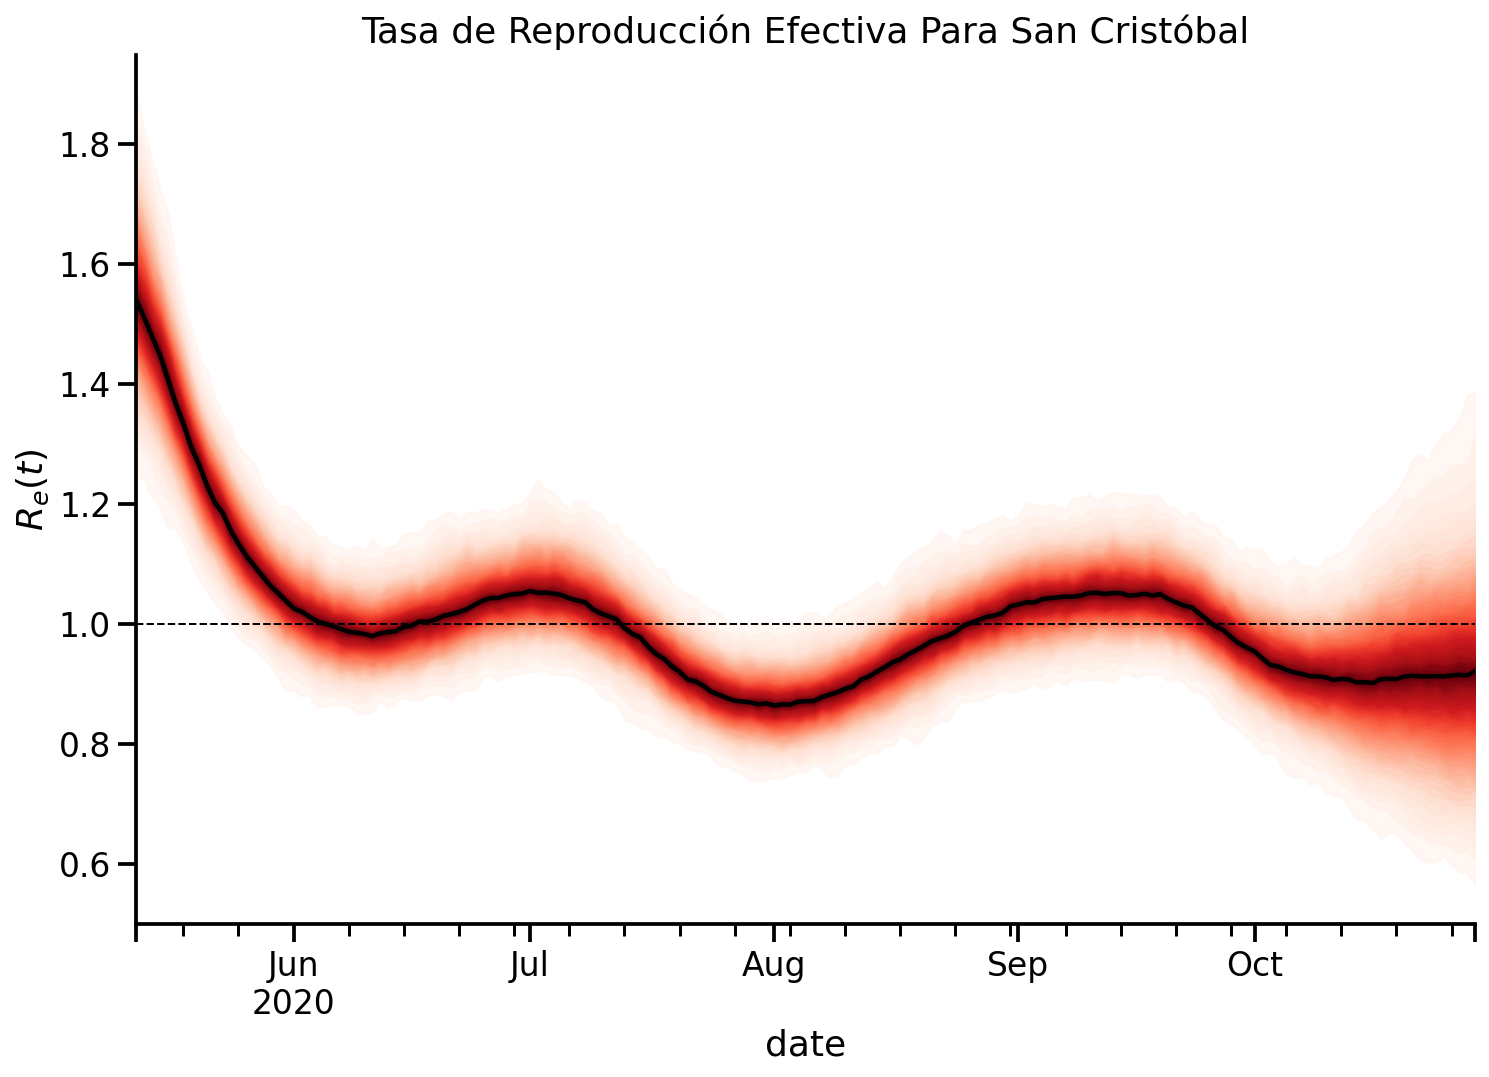 Tasa de Reproducción Efectiva Para San Cristóbal
1.8
1.6
1.4
1.2
1.0
0.8
0.6
Re(t)
Jun Jul Aug Sep Oct
2020
date